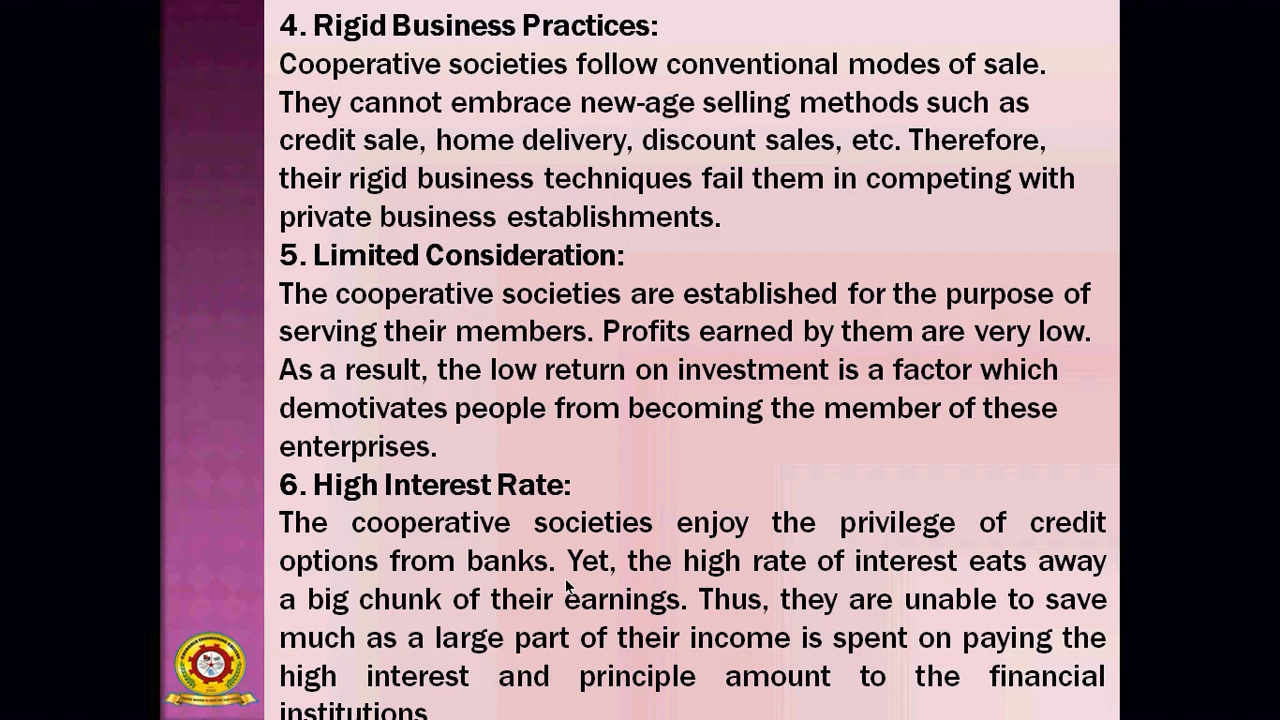 4. Rigid Business Practices:
Cooperative societies follow conventional modes of sale.
They cannot embrace new-age selling methods such as
credit sale, home delivery, discount sales, etc. Therefore,
their rigid business techniques fail them in competing with
private business establishments.
5. Limited Consideration:
The cooperative societies are established for the purpose of
serving their members. Profits earned by them are very low.
As a result, the low return on investment is a factor which
demotivates people from becoming the member of these
enterprises.
6. High Interest Rate:
The cooperative societies enjoy the privilege of credit
options from banks. Yet, the high rate of interest eats away
a big chunk of their earnings. Thus, they are unable to save
much as a large part of their income is spent on paying the
high interest and principle amount to the financial
institutions